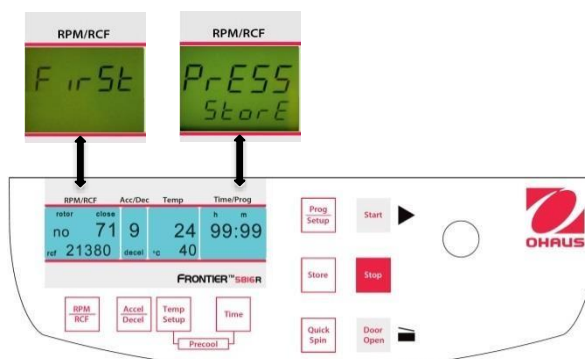 RPM/RCF
RPM/RCF
FirSt
PrESS
StorE
RPM/RCF Acc/Dec Temp Time/Prog
rotor close h m
no 71 9 24 99:99
rcf 21380 decel °C 40
FRONTIER™ 5816R
RPM
RCF
Accel
Decel
Temp
Setup
Time
Precool
Prog
Setup
Start
Store
Stop
Quick
Spin
Door
Open
OHAUS